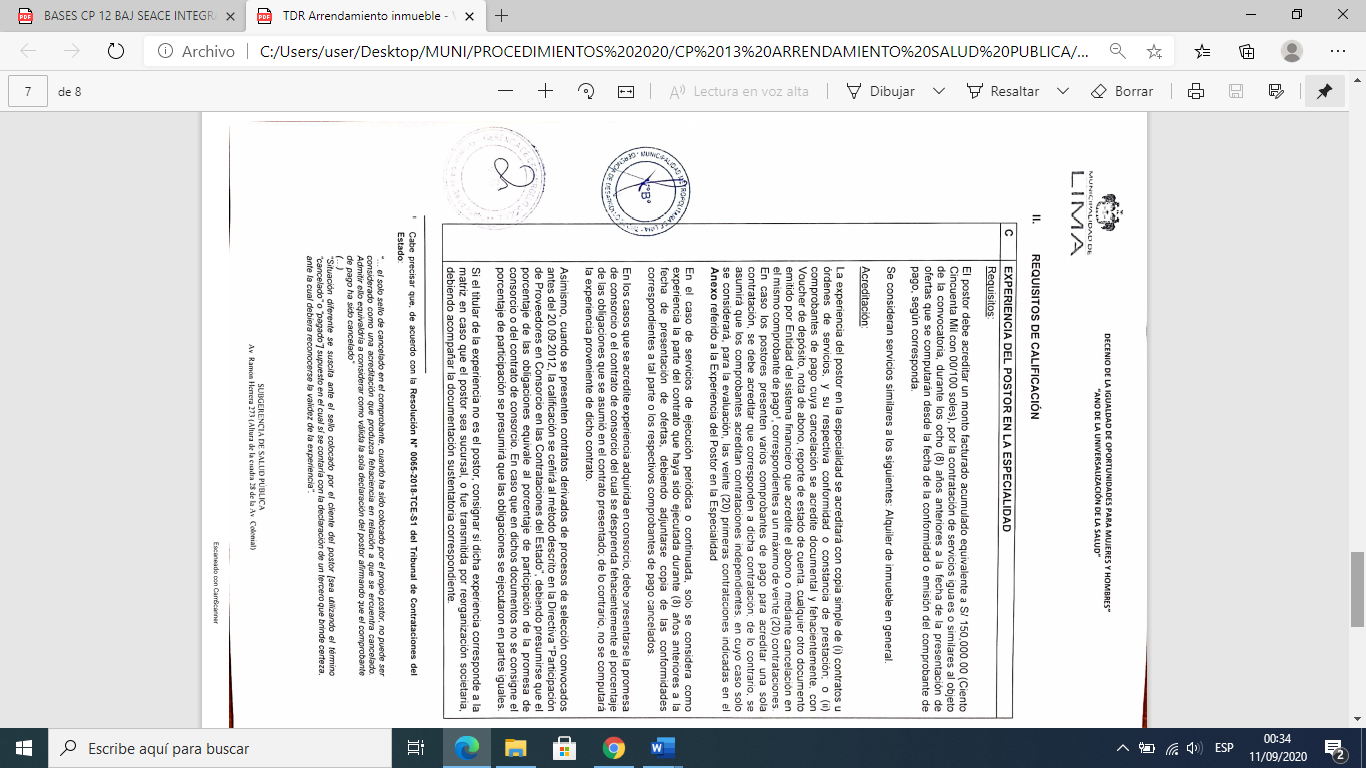 BASES CP 12 BAJ SEACE INTEGRA
TDR Arrendamiento inmueble - V
Archivo
C:/Users/user/Desktop/MUNI/PROCEDIMIENTOS%202020/CP%2013%20ARRENDAMIENTO%20SALUD%20PUBLICA/...
7 de 8
Lectura en voz alta
Dibujar
Resaltar
Borrar
MUNICIPALIDAD DE
LIMA
DECENIO DE LA IGUALDAD DE OPORTUNIDADES PARA MUJERES Y HOMBRES"
"AÑO DE LA UNIVERSALIZACIÓN DE LA SALUD"
II. REQUISITOS DE CALIFICACIÓN
C EXPERIENCIA DEL POSTOR EN LA ESPECIALIDAD
Requisitos:
El postor debe acreditar un monto facturado acumulado equivalente a S/ 150,000.00 (Ciento
Cincuenta Mil con 00/100 soles), por la contratación de servicios iguales o similares al objeto
de la convocatoria, durante los ocho (8) años anteriores a la fecha de la presentación de
ofertas que se computarán desde la fecha de la conformidad o emisión del comprobante de
pago, según corresponda.
Se consideran servicios similares a los siguientes: Alquiler de inmueble en general.
Acreditación:
La experiencia del postor en la especialidad se acreditará con copia simple de (i) contratos u
órdenes de servicios, y su respectiva conformidad o constancia de prestación; o (ii)
comprobantes de pago cuya cancelación se acredite documental y fehacientemente, con
Voucher de depósito, nota de abono, reporte de estado de cuenta, cualquier otro documento
emitido por Entidad del sistema financiero que acredite el abono o mediante cancelación en
el mismo comprobante de pago¹, correspondientes a un máximo de veinte (20) contrataciones.
En caso los postores presenten varios comprobantes de pago para acreditar una sola
contratación, se debe acreditar que corresponden a dicha contratación; de lo contrario, se
asumirá que los comprobantes acreditan contrataciones independientes, en cuyo caso solo
se considerará, para la evaluación, las veinte (20) primeras contrataciones indicadas en el
Anexo referido a la Experiencia del Postor en la Especialidad
En el caso de servicios de ejecución periódica o continuada, solo se considera como
experiencia la parte del contrato que haya sido ejecutada durante (8) años anteriores a la
fecha de presentación de ofertas, debiendo adjuntarse copia de las conformidades
correspondientes a tal parte o los respectivos comprobantes de pago cancelados.
En los casos que se acredite experiencia adquirida en consorcio, debe presentarse la promesa
de consorcio o el contrato de consorcio del cual se desprenda fehacientemente el porcentaje
de las obligaciones que se asumió en el contrato presentado; de lo contrario, no se computará
la experiencia proveniente de dicho contrato.
Asimismo, cuando se presenten contratos derivados de procesos de selección convocados
antes del 20.09.2012, la calificación se ceñirá al método descrito en la Directiva "Participación
de Proveedores en Consorcio en las Contrataciones del Estado", debiendo presumirse que el
porcentaje de las obligaciones equivale al porcentaje de participación de la promesa de
consorcio o del contrato de consorcio. En caso que en dichos documentos no se consigne el
porcentaje de participación se presumirá que las obligaciones se ejecutaron en partes iguales.
Si el titular de la experiencia no es el postor, consignar si dicha experiencia corresponde a la
matriz en caso que el postor sea sucursal, o fue transmitida por reorganización societaria,
debiendo acompañar la documentación sustentatoria correspondiente.
Cabe precisar que, de acuerdo con la Resolución N° 0065-2018-TCE-S1 del Tribunal de Contrataciones del
Estado:
"… el solo sello de cancelado en el comprobante, cuando ha sido colocado por el propio postor, no puede ser
considerado como una acreditación que produzca fehaciencia en relación a que se encuentra cancelado.
Admitir ello equivaldría a considerar como válida la sola declaración del postor afirmando que el comprobante
de pago ha sido cancelado"
(…)
"Situación diferente se suscita ante el sello colocado por el cliente del postor [sea utilizando el término
"cancelado" o "pagado"] supuesto en el cual sí se contaría con la declaración de un tercero que brinde certeza,
ante la cual debiera reconocerse la validez de la experiencia".
SUBGERENCIA DE SALUD PÚBLICA
Av. Ramon Herrera 273 (Altura de la cuadra 28 de la Av. Colonial)
Escaneado con CamScanner
V°B°
Escribe aquí para buscar
ESP
00:34
11/09/2020
2